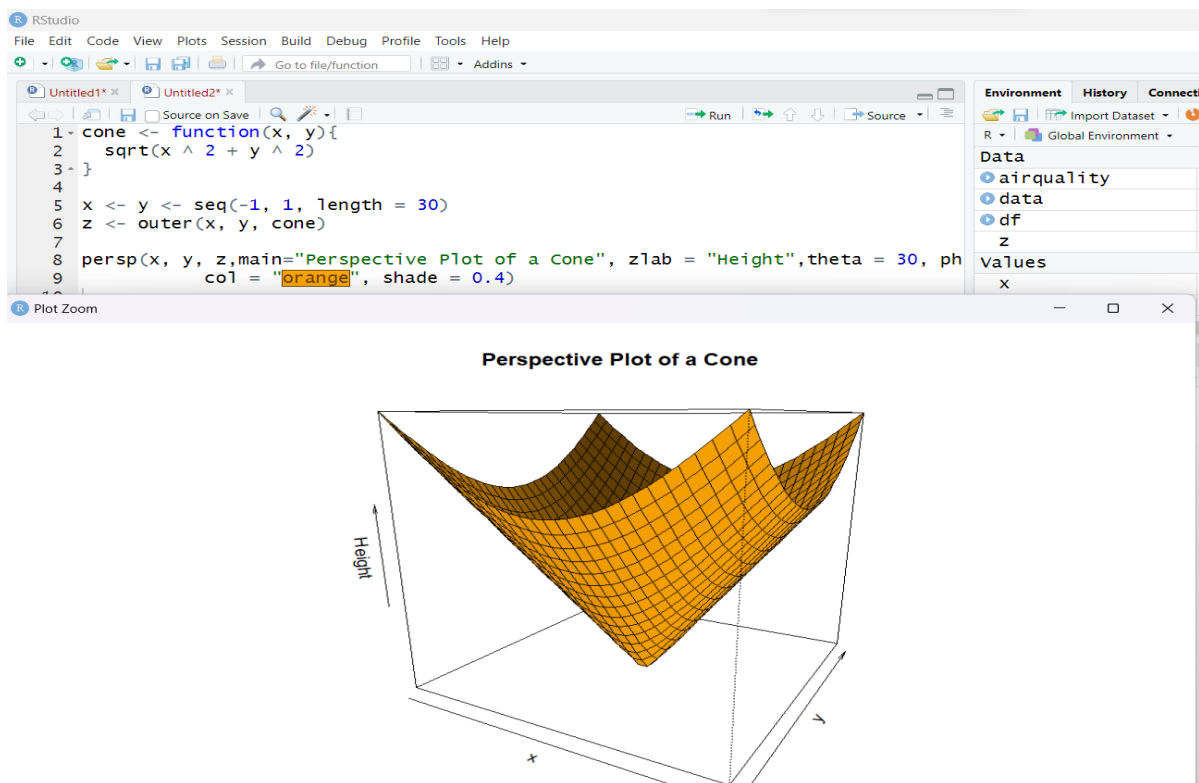 RStudio
File Edit Code View Plots Session Build Debug Profile Tools Help
Go to file/function Addins
Untitled1* Untitled2*
Source on Save Run Source
1 cone <- function(x, y){
2 sqrt(x ^ 2 + y ^ 2)
3 }
4
5 x <- y <- seq(-1, 1, length = 30)
6 z <- outer(x, y, cone)
7
8 persp(x, y, z,main="Perspective Plot of a Cone", zlab = "Height",theta = 30, ph
9 col = "orange", shade = 0.4)
Environment History Connecti
Import Dataset
R Global Environment
Data
airquality
data
df
z
Values
x
Plot Zoom
Perspective Plot of a Cone
Height
x
y